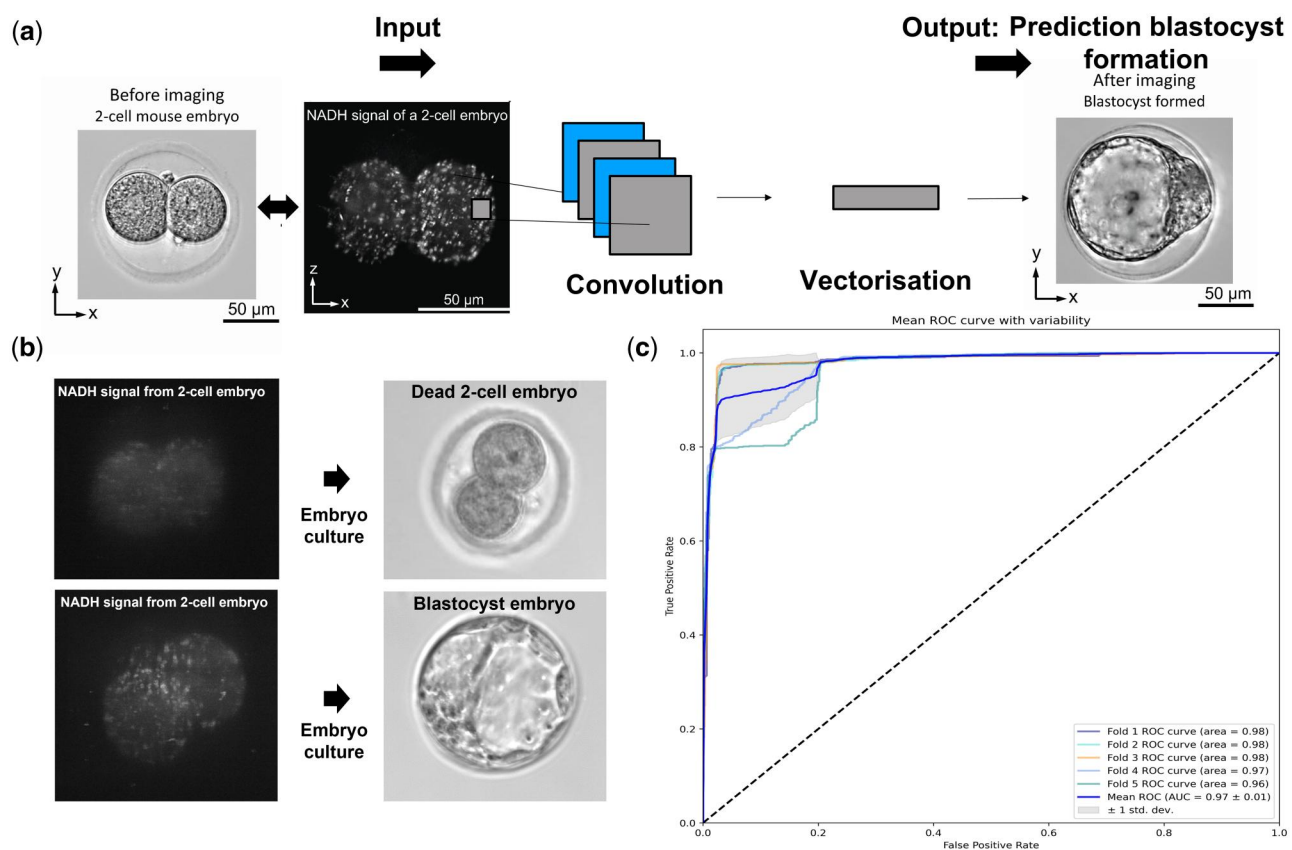 (a)
Input
Output: Prediction blastocyst
formation
Before imaging
2-cell mouse embryo
NADH signal of a 2-cell embryo
After imaging
Blastocyst formed
y
x
50 µm
z
x
50 µm
Convolution
Vectorisation
y
x
50 µm
(b)
NADH signal from 2-cell embryo
Embryo
culture
Dead 2-cell embryo
NADH signal from 2-cell embryo
Embryo
culture
Blastocyst embryo
(c)
Mean ROC curve with variability
True Positive Rate
1.0
0.8
0.6
0.4
0.2
0.0
0.0
0.2
0.4
0.6
0.8
1.0
False Positive Rate
Fold 1 ROC curve (area = 0.98)
Fold 2 ROC curve (area = 0.98)
Fold 3 ROC curve (area = 0.98)
Fold 4 ROC curve (area = 0.97)
Fold 5 ROC curve (area = 0.96)
Mean ROC (AUC = 0.97 ± 0.01)
± 1 std. dev.